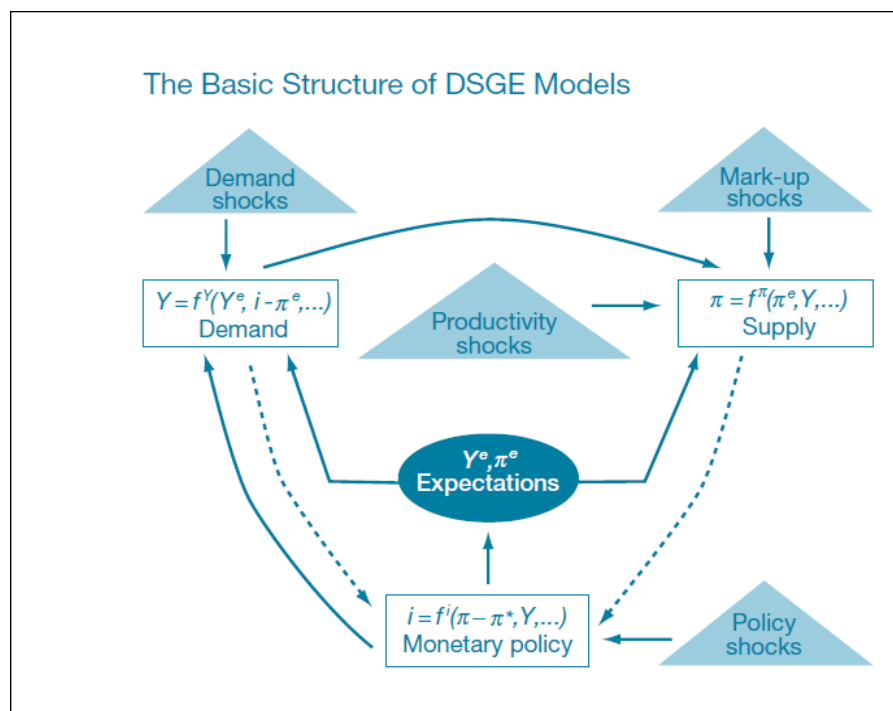 The Basic Structure of DSGE Models
Demand
shocks
Mark-up
shocks
Y = f^Y(Y^e, i - π^e,...)
Demand
Productivity
shocks
π = f^π(π^e, Y,...)
Supply
Y^e, π^e
Expectations
i = f^i(π - π*, Y,...)
Monetary policy
Policy
shocks